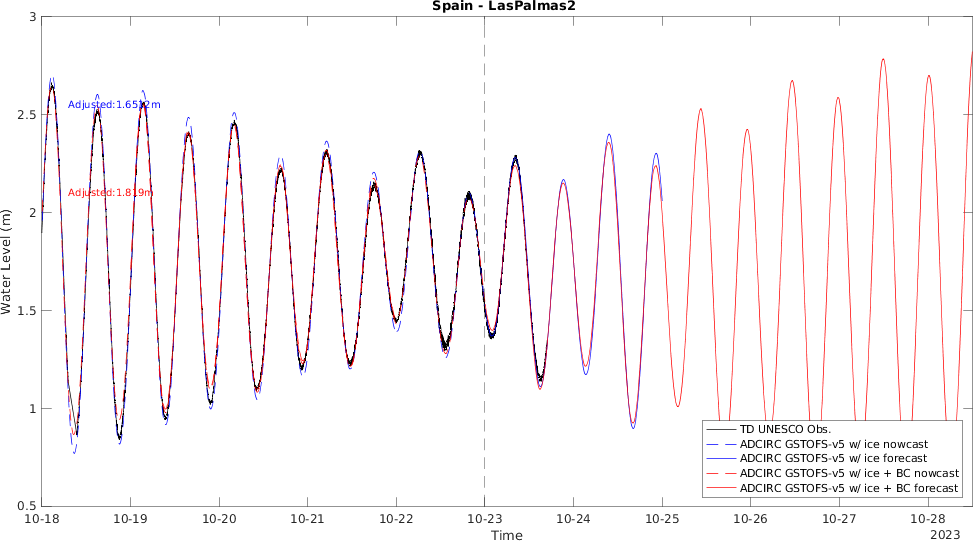 Spain - LasPalmas2
3
2.5
2
1.5
1
0.5
Water Level (m)
Adjusted:1.6512m
Adjusted:1.819m
10-18
10-19
10-20
10-21
10-22
10-23
10-24
10-25
10-26
10-27
10-28
2023
Time
TD UNESCO Obs.
ADCIRC GSTOFS-v5 w/ ice nowcast
ADCIRC GSTOFS-v5 w/ ice forecast
ADCIRC GSTOFS-v5 w/ ice + BC nowcast
ADCIRC GSTOFS-v5 w/ ice + BC forecast